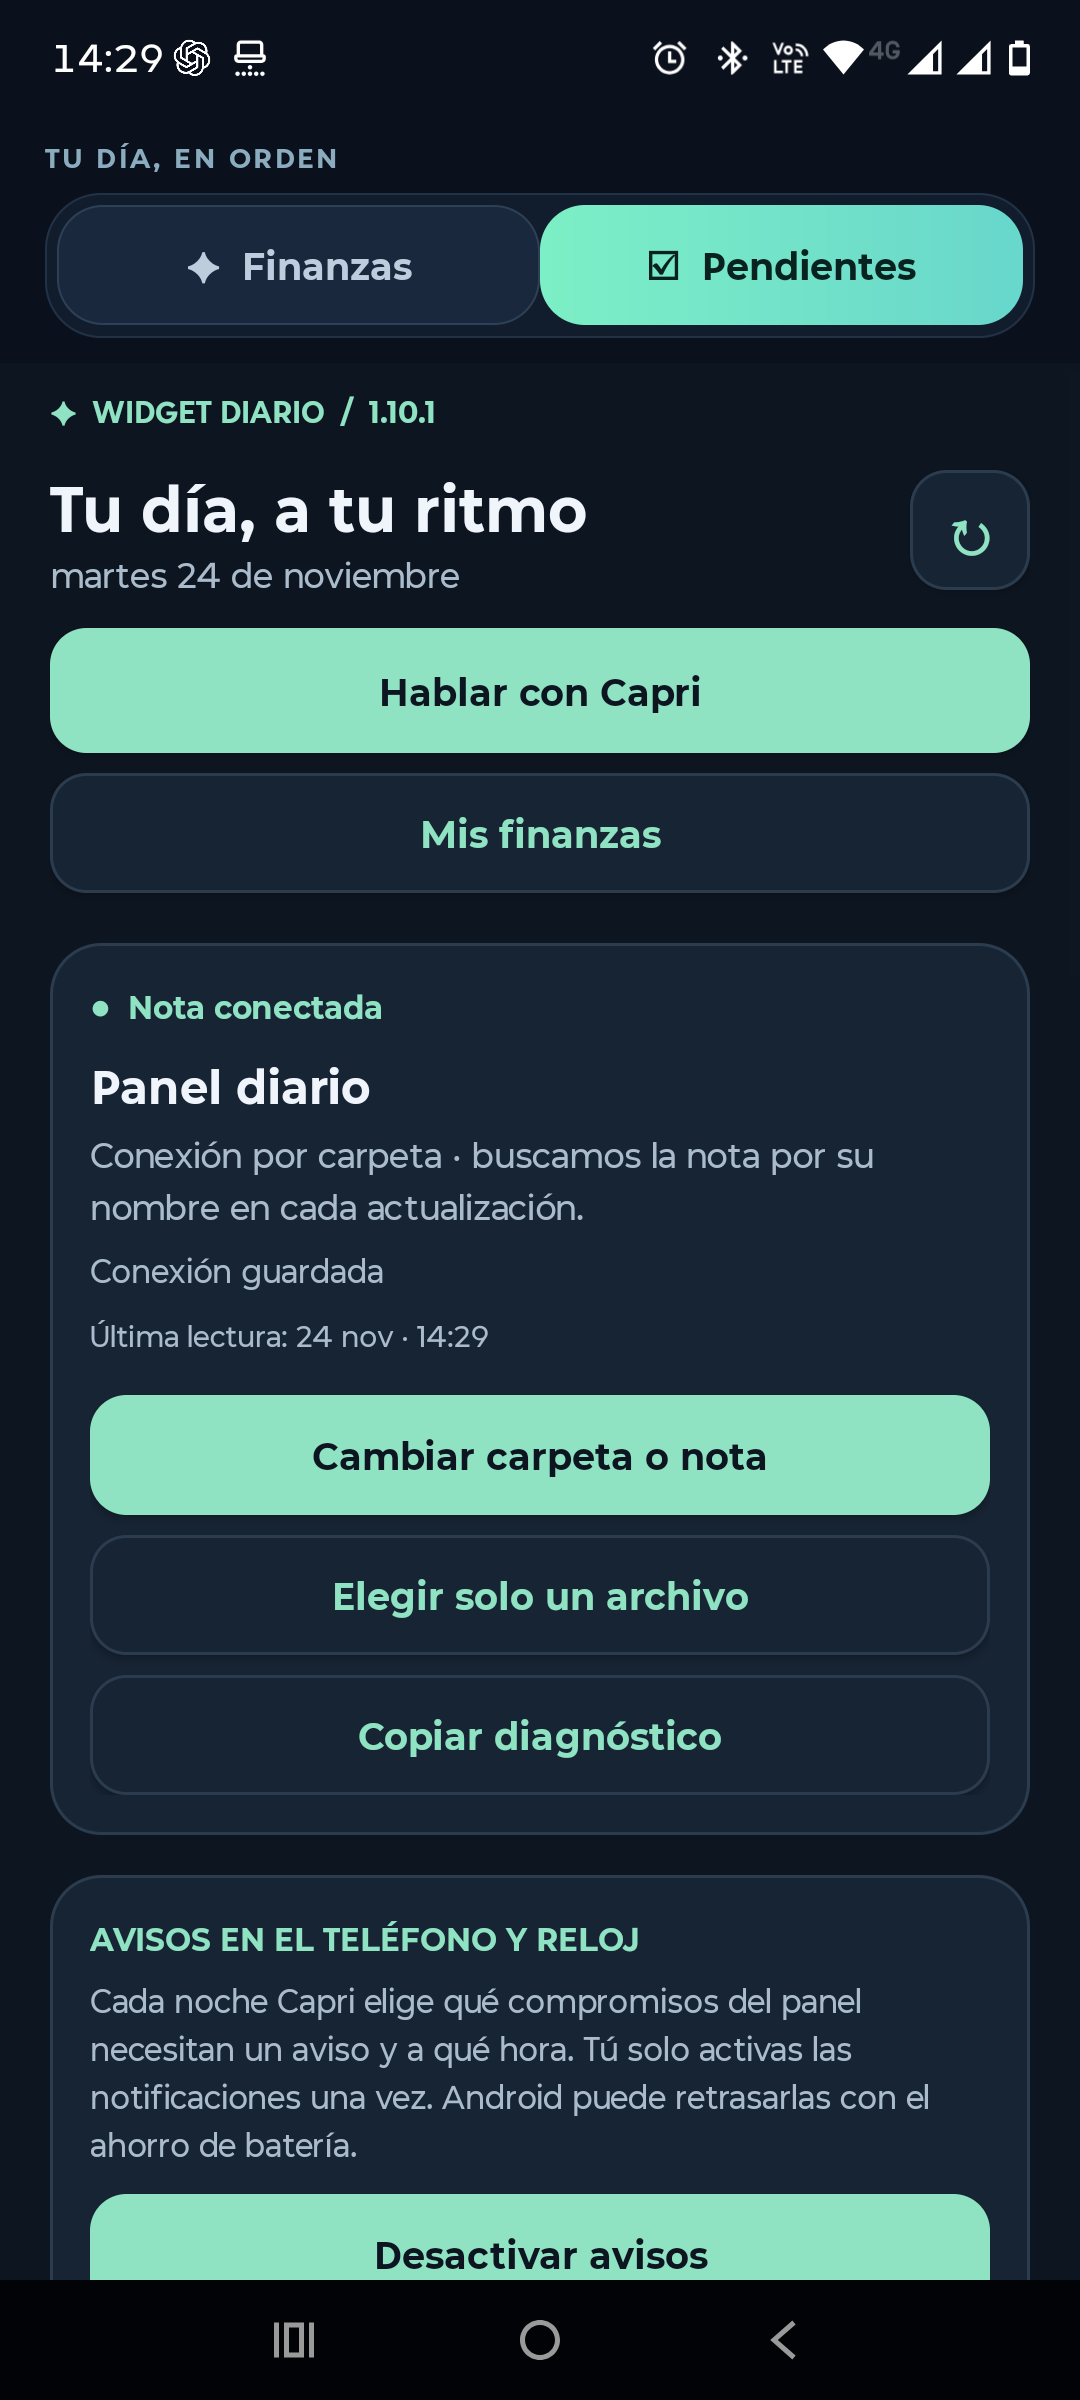 14:29
Vo LTE 4G
TU DÍA, EN ORDEN
Finanzas
Pendientes
WIDGET DIARIO / 1.10.1
Tu día, a tu ritmo
martes 24 de noviembre
Hablar con Capri
Mis finanzas
Nota conectada
Panel diario
Conexión por carpeta · buscamos la nota por su
nombre en cada actualización.
Conexión guardada
Última lectura: 24 nov · 14:29
Cambiar carpeta o nota
Elegir solo un archivo
Copiar diagnóstico
AVISOS EN EL TELÉFONO Y RELOJ
Cada noche Capri elige qué compromisos del panel
necesitan un aviso y a qué hora. Tú solo activas las
notificaciones una vez. Android puede retrasarlas con el
ahorro de batería.
Desactivar avisos